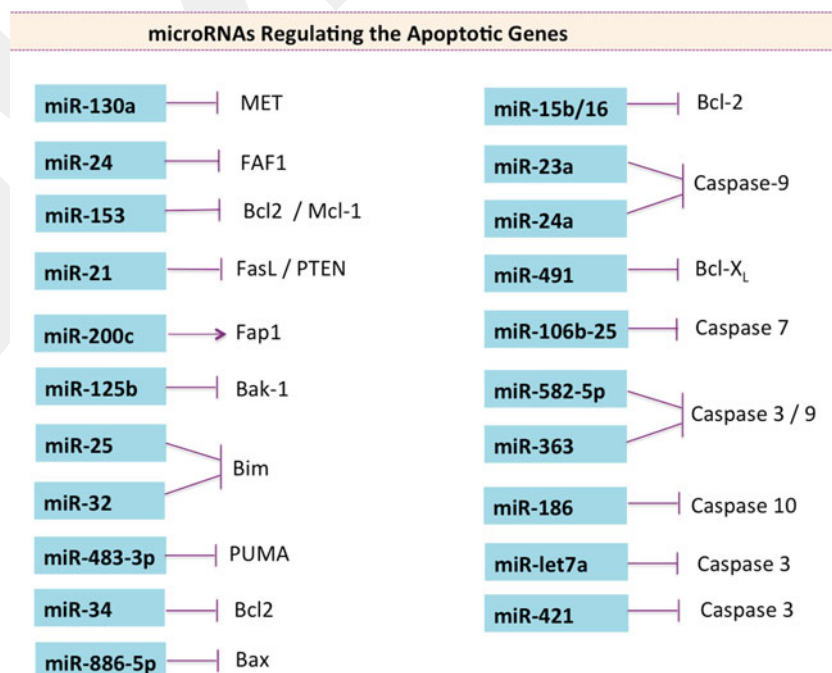 microRNAs Regulating the Apoptotic Genes
miR-130a MET
miR-24 FAF1
miR-153 Bcl2 / Mcl-1
miR-21 FasL / PTEN
miR-200c Fap1
miR-125b Bak-1
miR-25
miR-32
Bim
miR-483-3p PUMA
miR-34 Bcl2
miR-886-5p Bax
miR-15b/16 Bcl-2
miR-23a
miR-24a
Caspase-9
miR-491 Bcl-XL
miR-106b-25 Caspase 7
miR-582-5p
miR-363
Caspase 3 / 9
miR-186 Caspase 10
miR-let7a Caspase 3
miR-421 Caspase 3